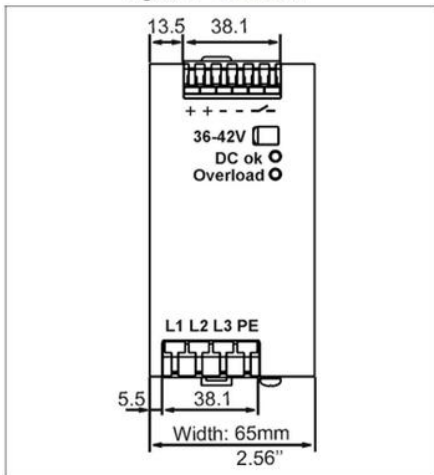 13.5 38.1
+ + - -
36-42V
DC ok
Overload
L1 L2 L3 PE
5.5 38.1
Width: 65mm
2.56"